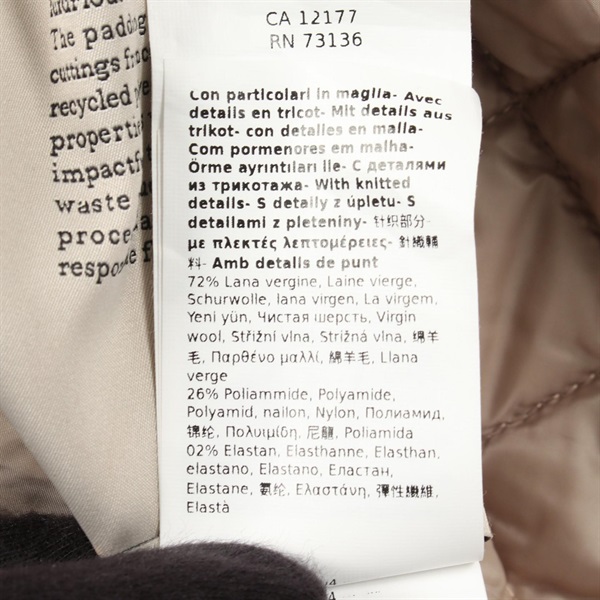 The padding
cuttings from
recycled
properti
impactf
waste
proce
respo
CA 12177
RN 73136
Con particolari in maglia- Avec
details en tricot- Mit details aus
trikot- con detalles en malla-
Com pormenores em malha-
Örme ayrıntıları ile- С деталями
из трикотажа- With knitted
details- S detaily z úpletu- S
detailami z pleteniny- 针织部分-
με πλεκτές λεπτομέρειες- 針織輔
料- Amb detalls de punt
72% Lana vergine, Laine vierge,
Schurwolle, lana virgen, Lã virgem,
Yeni yün, Чистая шерсть, Virgin
wool, Střižní vlna, Strižná vlna, 绵羊
毛, Παρθένο μαλλί, 綿羊毛, Llana
verge
26% Poliammide, Polyamide,
Polyamid, nailon, Nylon, Полиамид,
锦纶, Πολυιμίδη, 尼龍, Poliamida
02% Elastan, Elasthanne, Elasthan,
elastano, Elastano, Еластан,
Elastane, 氨纶, Ελαστάνη, 彈性纖維,
Elastà